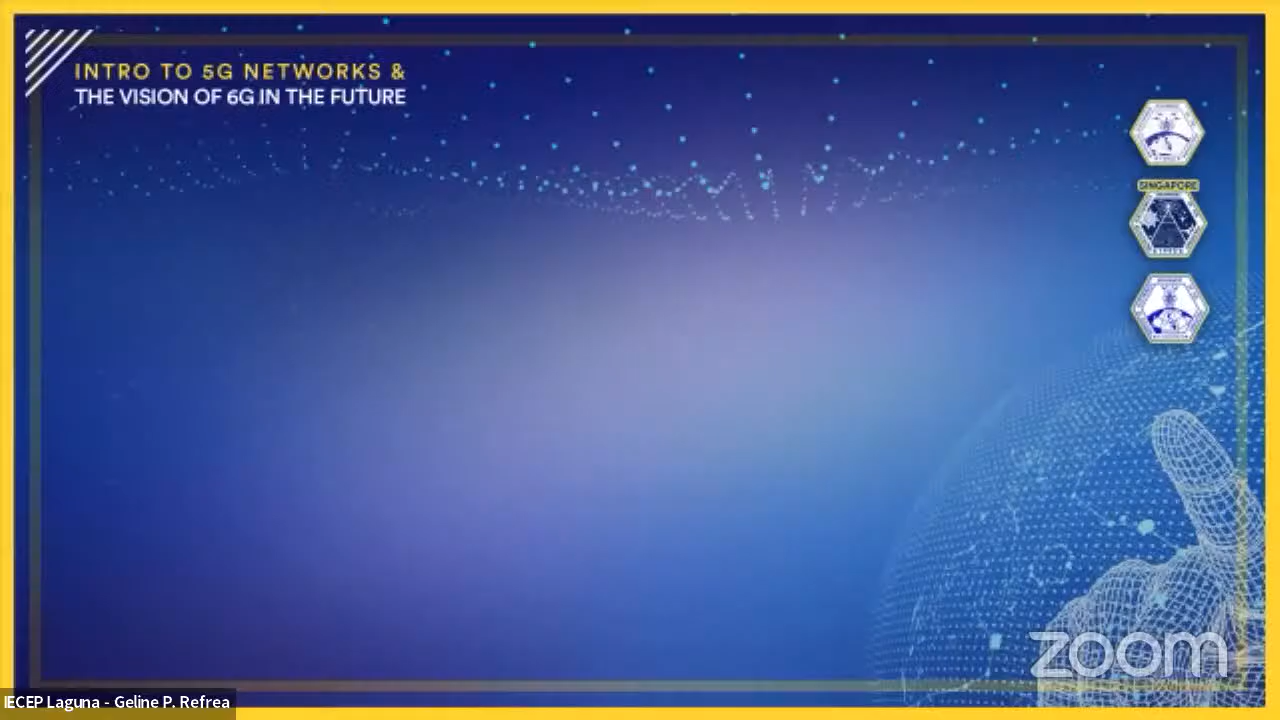 INTRO TO 5G NETWORKS &
THE VISION OF 6G IN THE FUTURE
SINGAPORE
zoom
IECEP Laguna - Geline P. Refrea